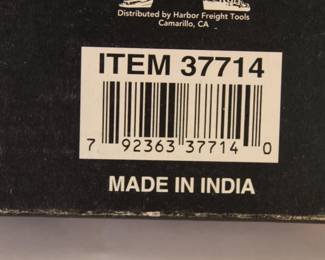 Distributed by Harbor Freight Tools
Camarillo, CA
ITEM 37714
7 92363 37714 0
MADE IN INDIA